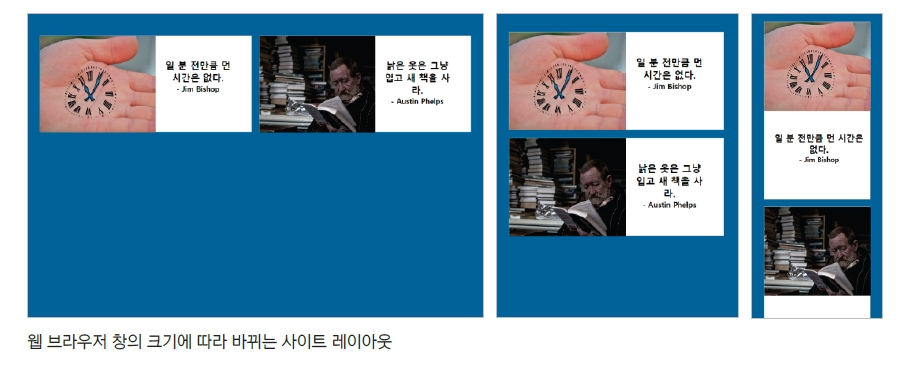 일 분 전만큼 먼
시간은 없다.
- Jim Bishop
낡은 옷은 그냥
입고 새 책을 사
라.
- Austin Phelps
일 분 전만큼 먼
시간은 없다.
- Jim Bishop
낡은 옷은 그냥
입고 새 책을 사
라.
- Austin Phelps
일 분 전만큼 먼 시간은
없다.
- Jim Bishop
웹 브라우저 창의 크기에 따라 바뀌는 사이트 레이아웃